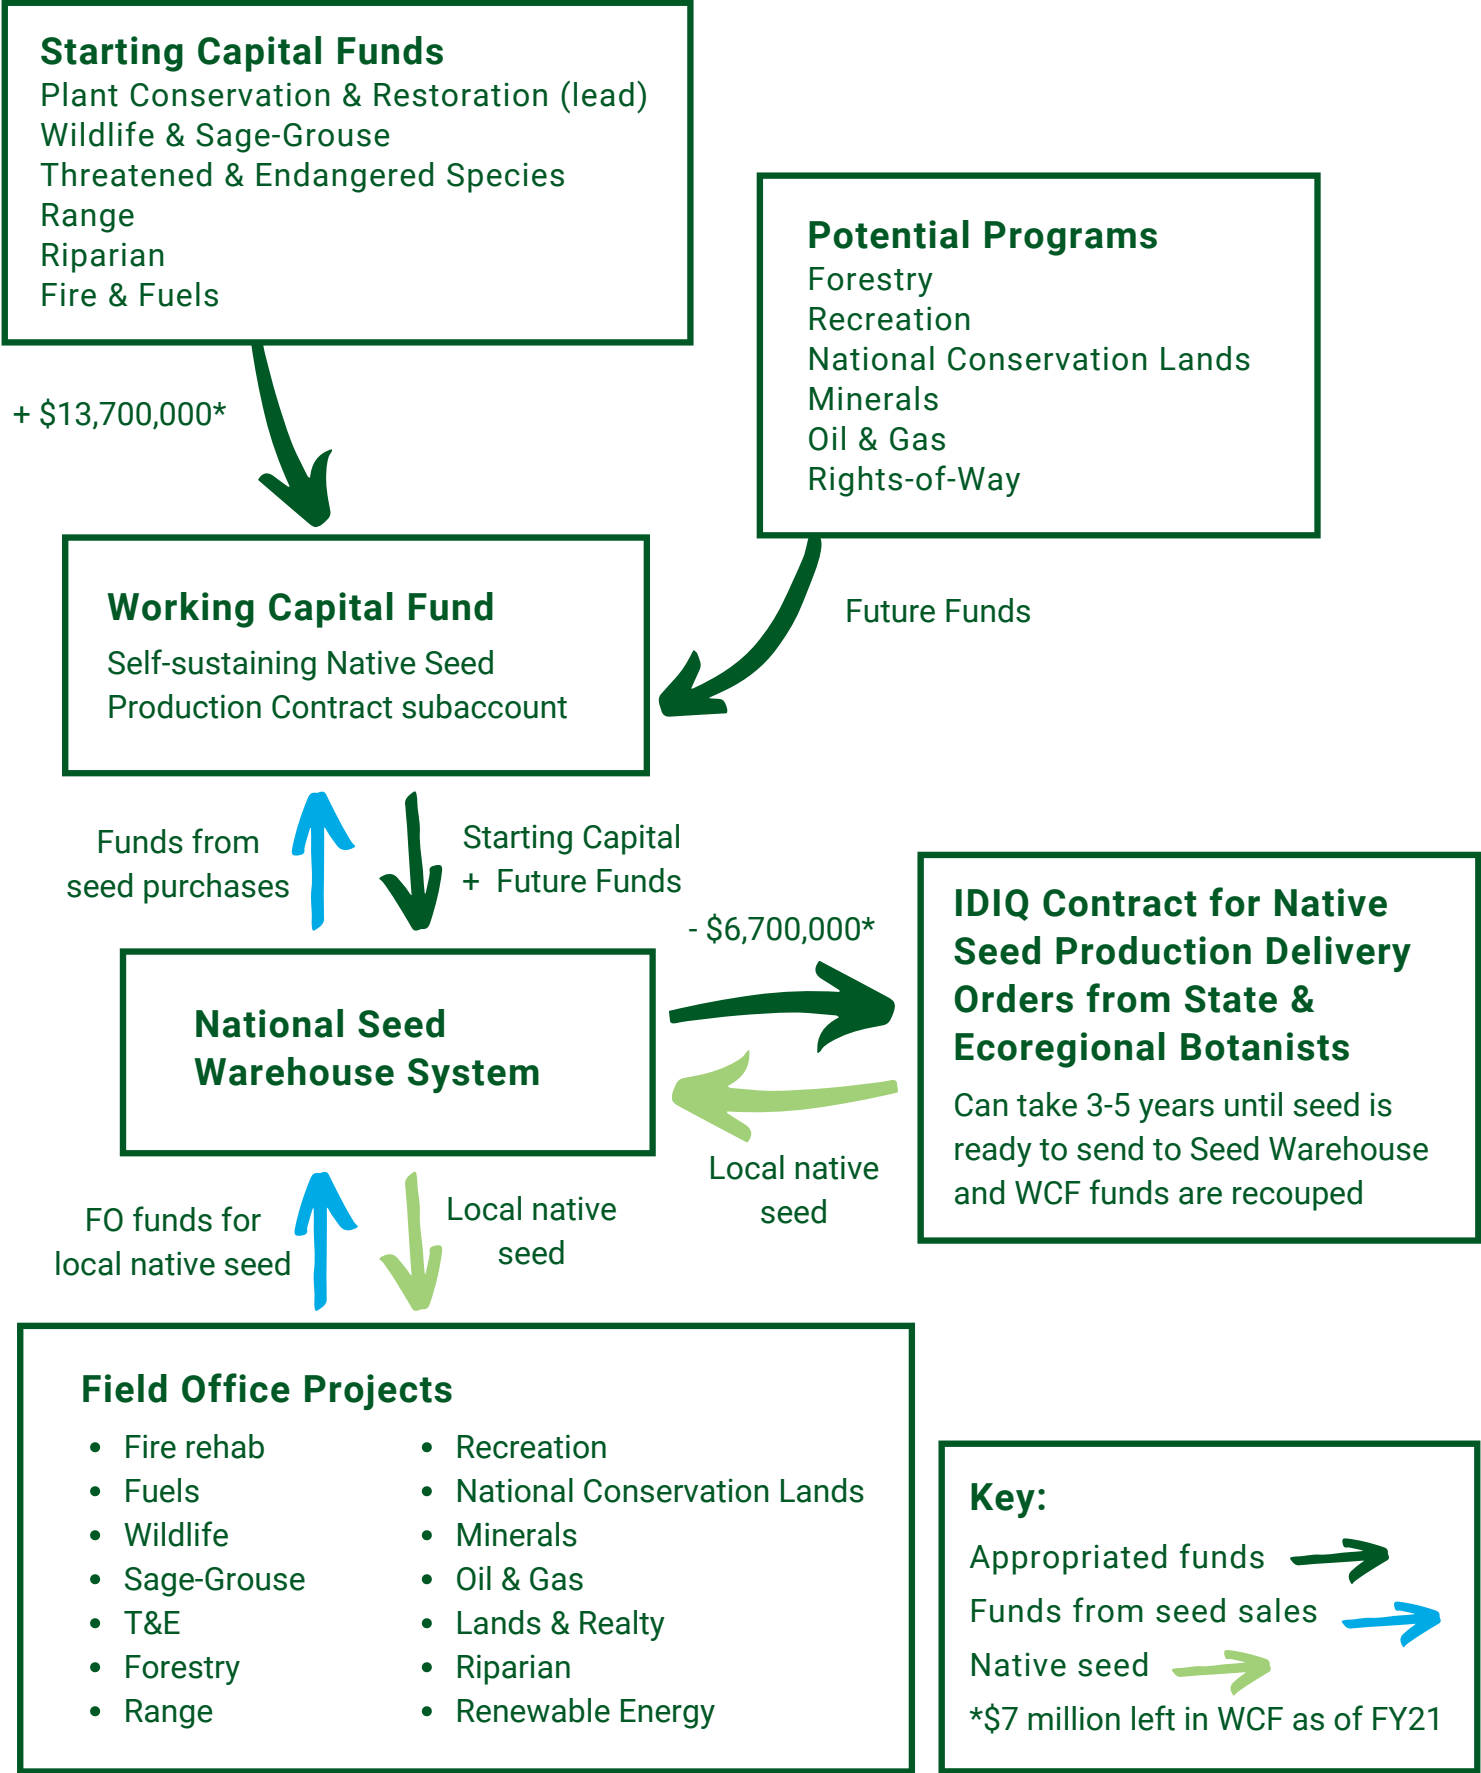 Starting Capital Funds
Plant Conservation & Restoration (lead)
Wildlife & Sage-Grouse
Threatened & Endangered Species
Range
Riparian
Fire & Fuels
Potential Programs
Forestry
Recreation
National Conservation Lands
Minerals
Oil & Gas
Rights-of-Way
+ $13,700,000*
Working Capital Fund
Self-sustaining Native Seed
Production Contract subaccount
Future Funds
Funds from
seed purchases
Starting Capital
+ Future Funds
- $6,700,000*
National Seed
Warehouse System
IDIQ Contract for Native
Seed Production Delivery
Orders from State &
Ecoregional Botanists
Can take 3-5 years until seed is
ready to send to Seed Warehouse
and WCF funds are recouped
Local native
seed
FO funds for
local native seed
Local native
seed
Field Office Projects
• Fire rehab
• Fuels
• Wildlife
• Sage-Grouse
• T&E
• Forestry
• Range
• Recreation
• National Conservation Lands
• Minerals
• Oil & Gas
• Lands & Realty
• Riparian
• Renewable Energy
Key:
Appropriated funds
Funds from seed sales
Native seed
*$7 million left in WCF as of FY21